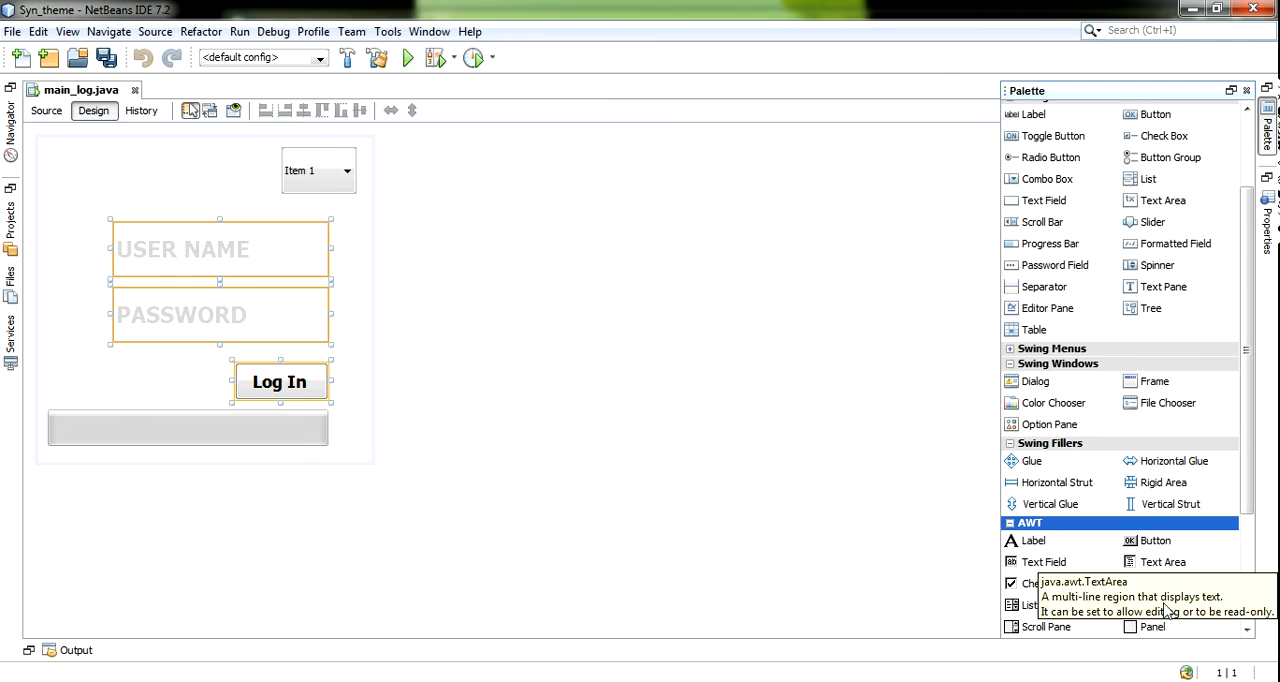 Syn_theme - NetBeans IDE 7.2
File Edit View Navigate Source Refactor Run Debug Profile Team Tools Window Help
Search (Ctrl+I)
<default config>
main_log.java
Source Design History
Navigator
Projects
Files
Services
Item 1
USER NAME
PASSWORD
Log In
Palette
Label Button
Toggle Button Check Box
Radio Button Button Group
Combo Box List
Text Field Text Area
Scroll Bar Slider
Progress Bar Formatted Field
Password Field Spinner
Separator Text Pane
Editor Pane Tree
Table
Swing Menus
Swing Windows
Dialog Frame
Color Chooser File Chooser
Option Pane
Swing Fillers
Glue Horizontal Glue
Horizontal Strut Rigid Area
Vertical Glue Vertical Strut
AWT
Label Button
Text Field Text Area
java.awt.TextArea
A multi-line region that displays text.
It can be set to allow editing or to be read-only.
Scroll Pane Panel
Palette
Properties
Output
1|1